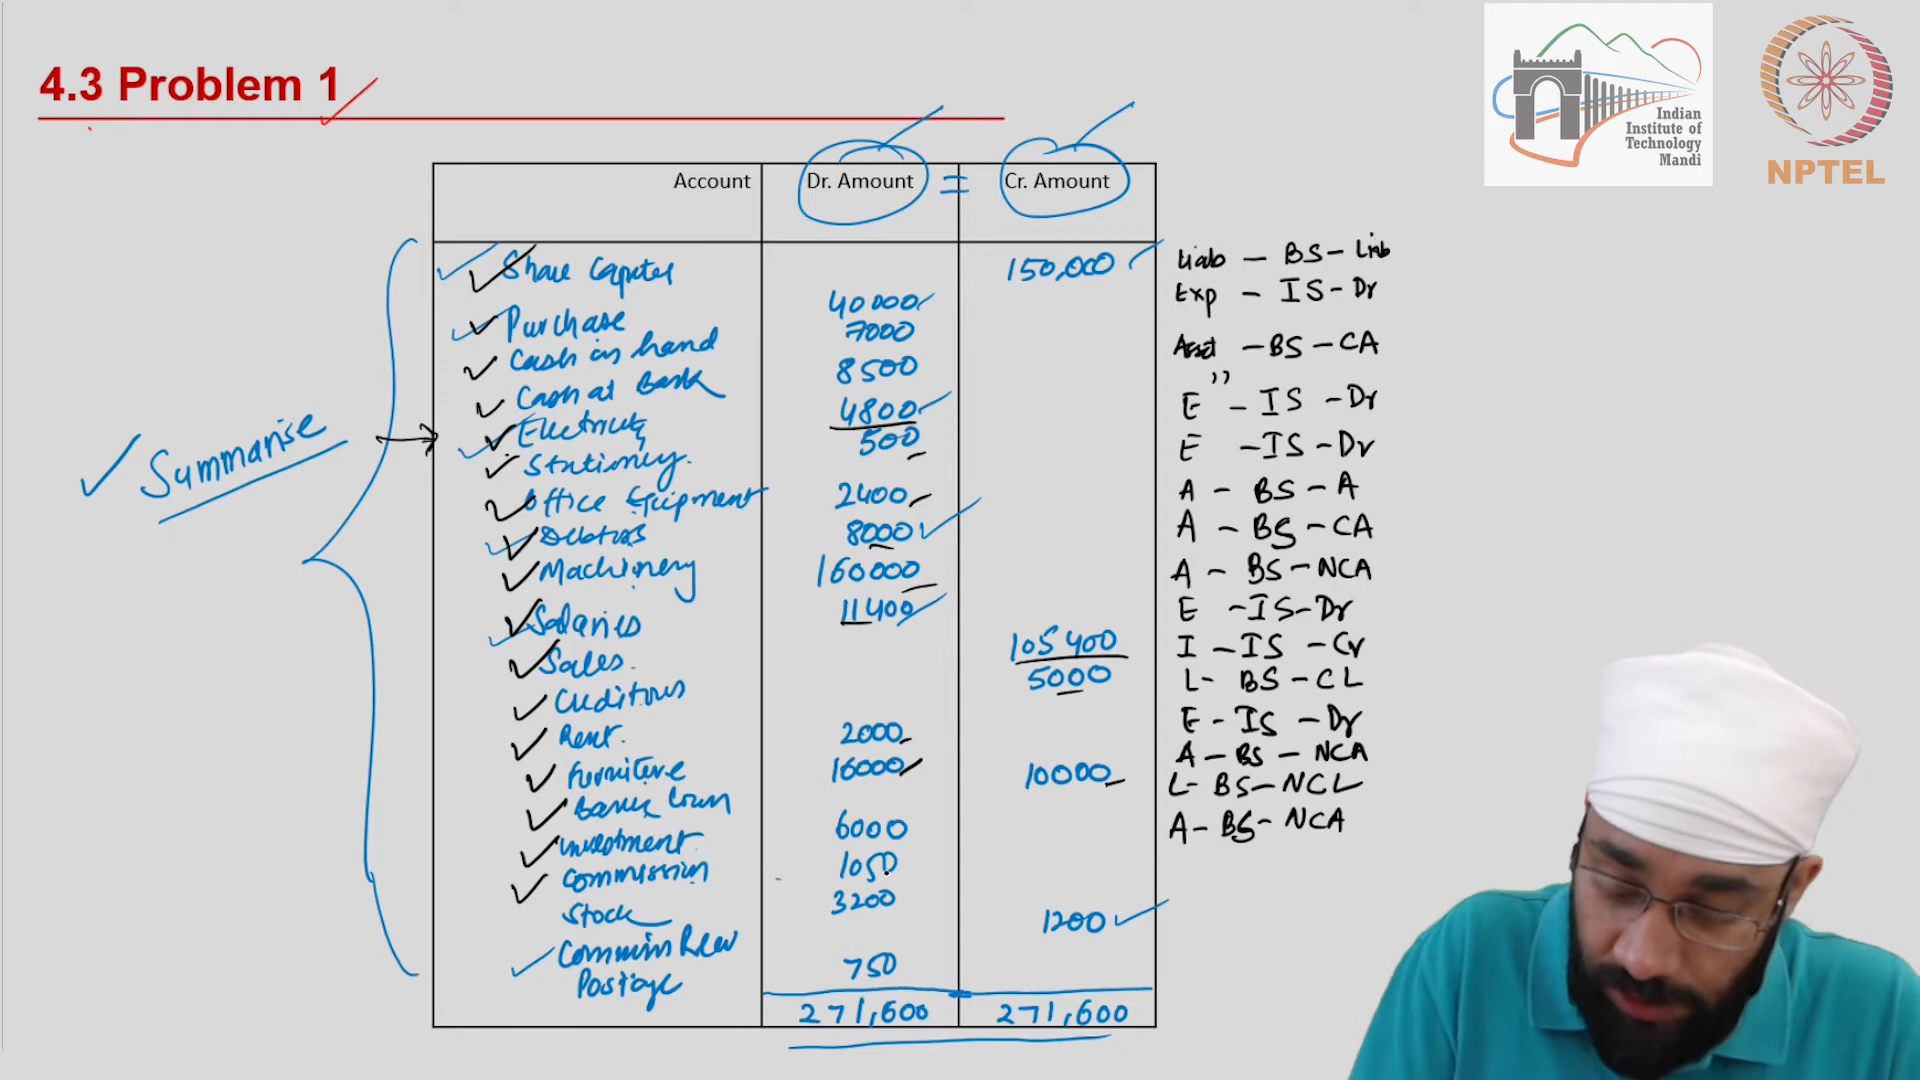 4.3 Problem 1
Indian
Institute of
Technology
Mandi
NPTEL
Account Dr. Amount = Cr. Amount
Share Capital 150,000 Liab - BS - Liab
Purchase 40000 Exp - IS - Dr
Cash in hand 7000 Asset - BS - CA
Cash at Bank 8500 "
Electricity 4800 E - IS - Dr
Stationery 500 E - IS - Dr
Office Equipment 2400 A - BS - A
Debtors 8000 A - BS - CA
Machinery 160000 A - BS - NCA
Salaries 11400 E - IS - Dr
Sales 105400 I - IS - Cr
Creditors 5000 L - BS - CL
Rent 2000 E - IS - Dr
Furniture 16000 A - BS - NCA
Bank loan 10000 L - BS - NCL
Investment 6000 A - BS - NCA
Commission 1050
Stock 3200
1200
Postage 750
271,600 271,600
Summarise